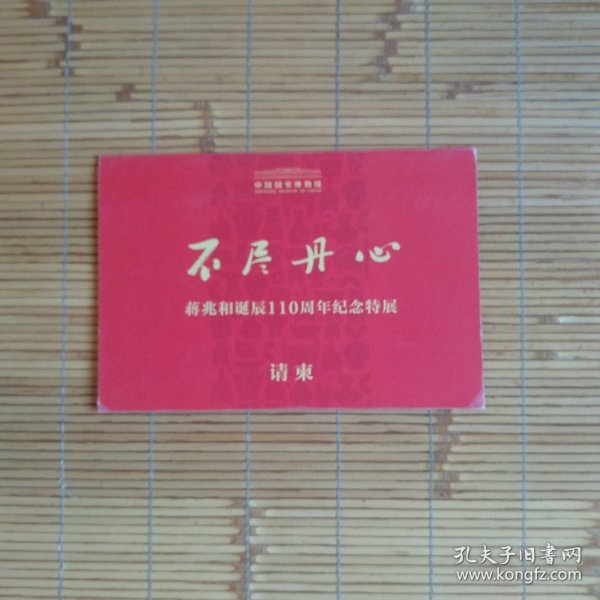 中国国家博物馆
NATIONAL MUSEUM OF CHINA
不尽丹心
蒋兆和诞辰110周年纪念特展
请柬
孔夫子旧书网
www.kongfz.com